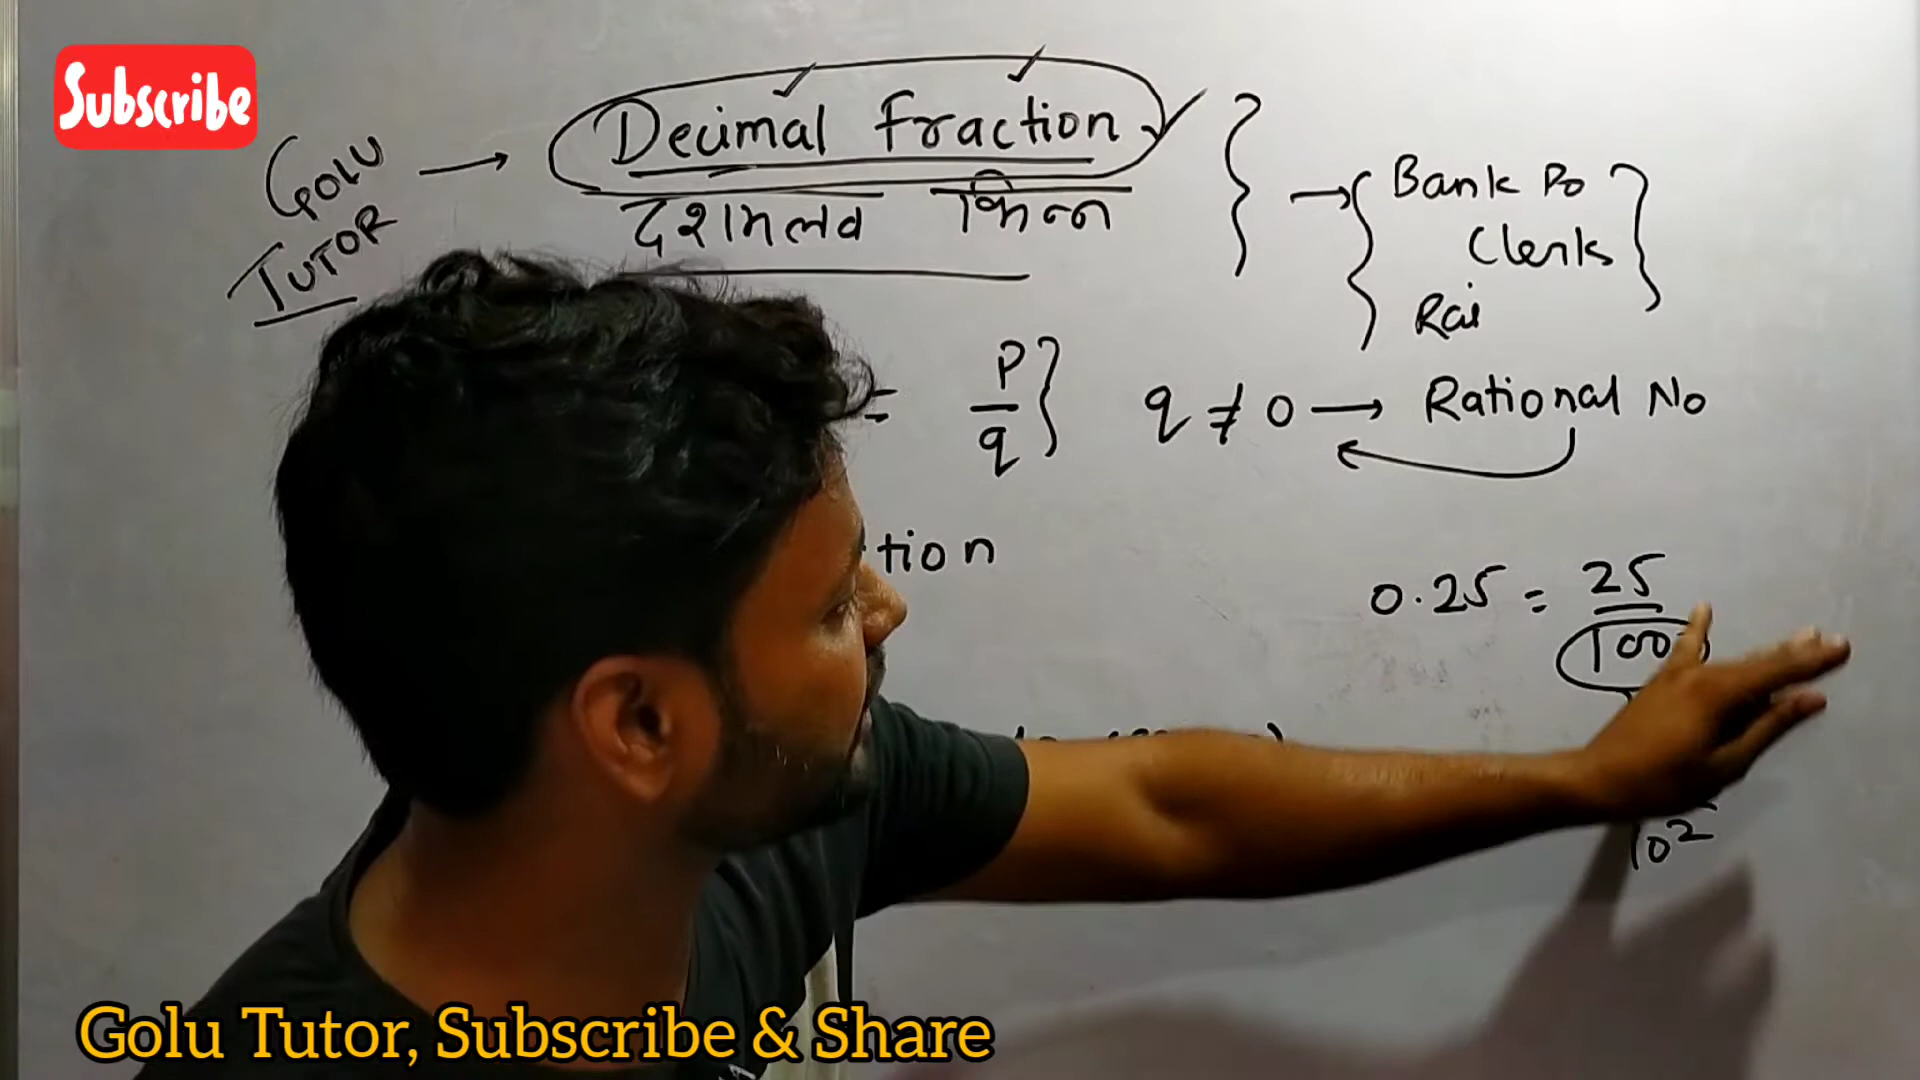 Subscribe
GOLU
TUTOR
Decimal Fraction
दशमलव भिन्न
Bank Po
Clerk
Rai
= P/q
q ≠ 0 → Rational No
tion
0.25 = 25/100
10²
Golu Tutor, Subscribe & Share